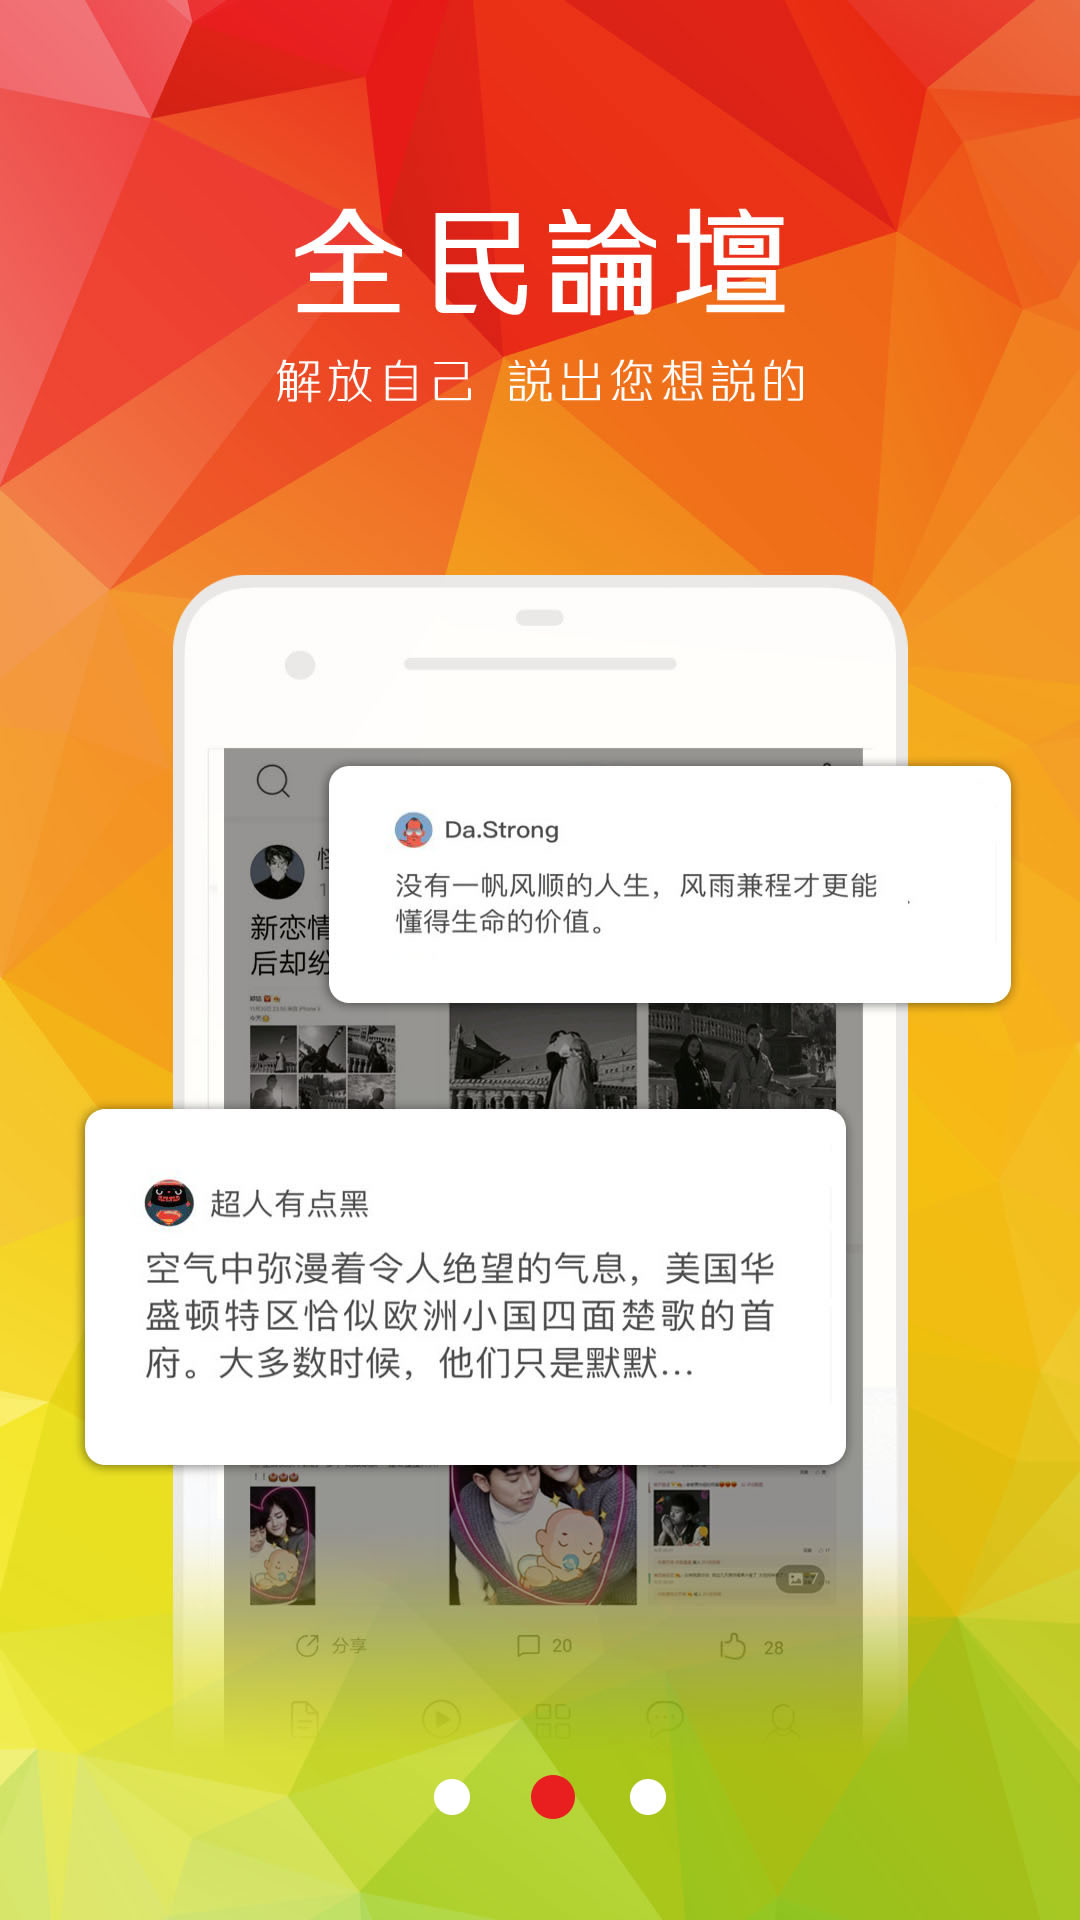 全民論壇
解放自己 説出您想説的
Da.Strong
没有一帆风顺的人生，风雨兼程才更能
懂得生命的价值。
新恋情
后却纷
超人有点黑
空气中弥漫着令人绝望的气息，美国华
盛顿特区恰似欧洲小国四面楚歌的首
府。大多数时候，他们只是默默...
7
分享
20
28